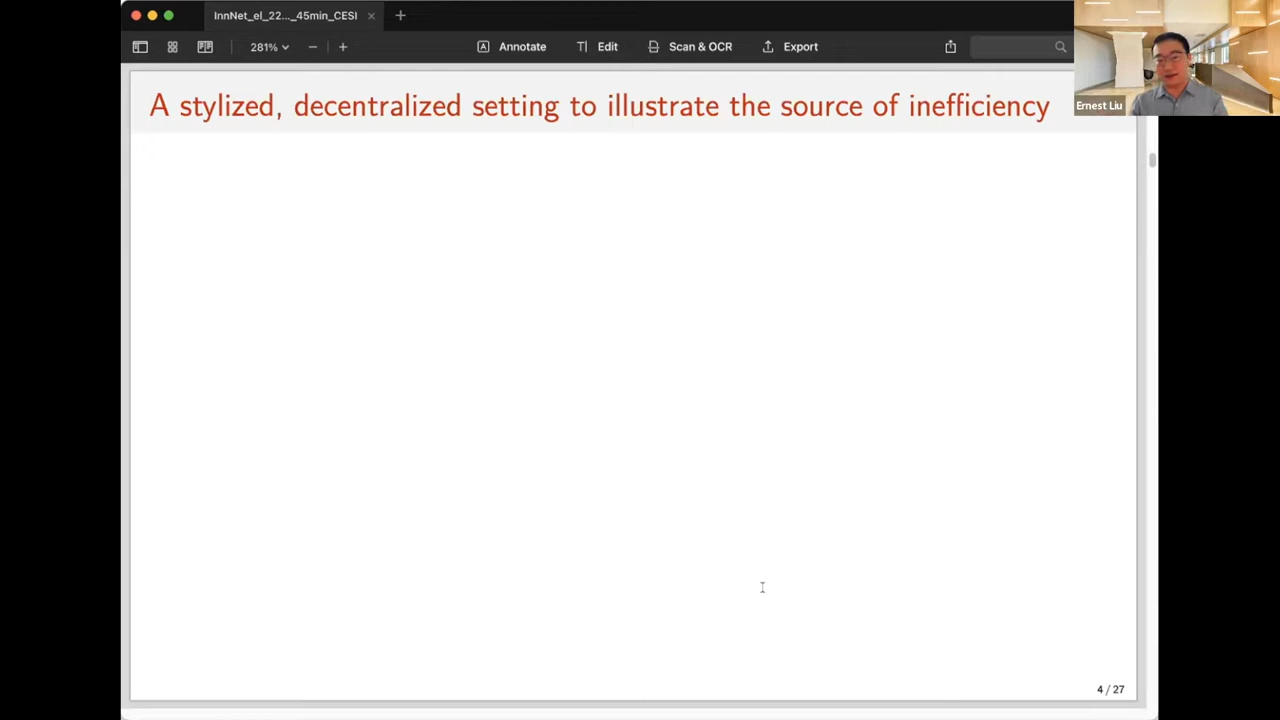 InnNet_el_22..._45min_CESI
281%
Annotate
Edit
Scan & OCR
Export
Ernest Liu
A stylized, decentralized setting to illustrate the source of inefficiency
4 / 27